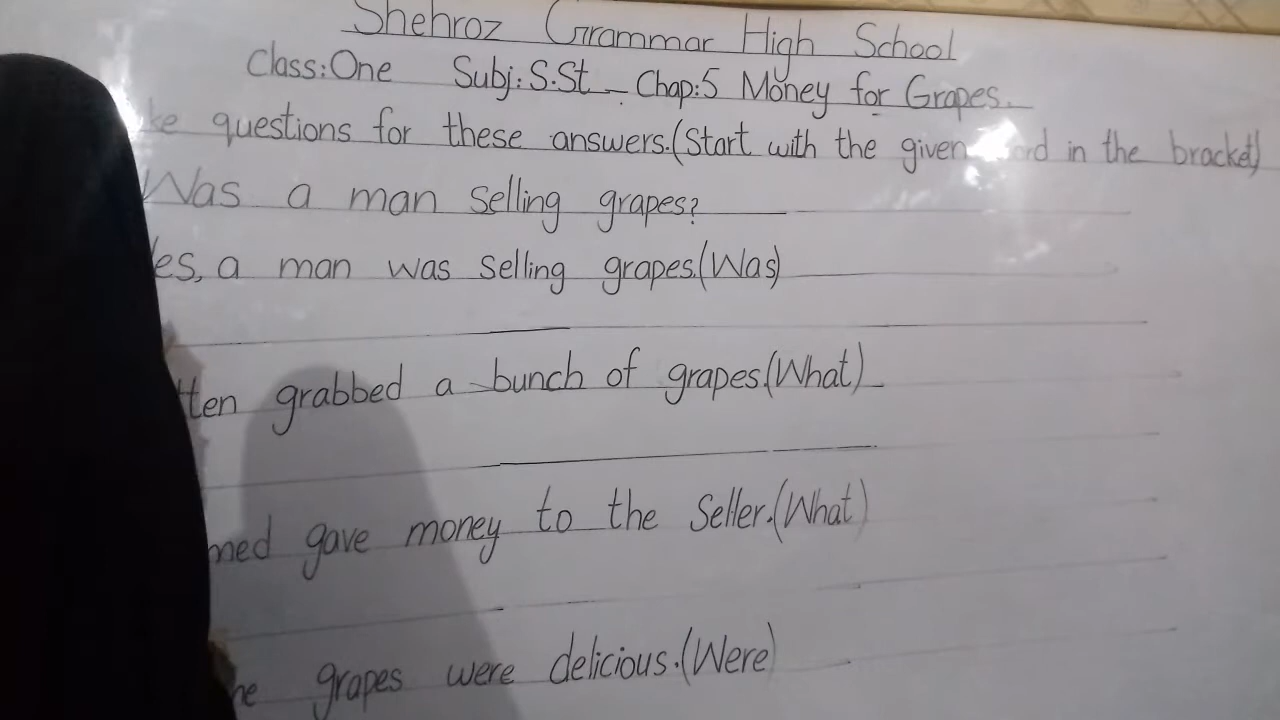 Shehroz Grammar High School
Class:One Subj:S.St - Chap:5 Money for Grapes.
questions for these answers.(Start with the given in the bracket)
Was a man selling grapes?
a man was selling grapes.(Was)
grabbed a bunch of grapes.(What)
gave money to the Seller.(What)
grapes were delicious.(Were)